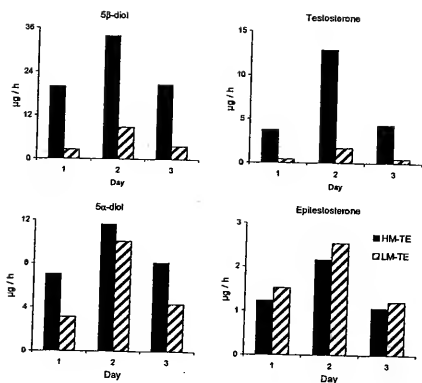 5β-diol
36
24
12
0
µg / h
1 2 3
Day
Testosterone
15
10
5
0
µg / h
1 2 3
Day
5α-diol
12
8
4
0
µg / h
1 2 3
Day
Epitestosterone
3
2
1
0
µg / h
HM-TE
LM-TE
1 2 3
Day